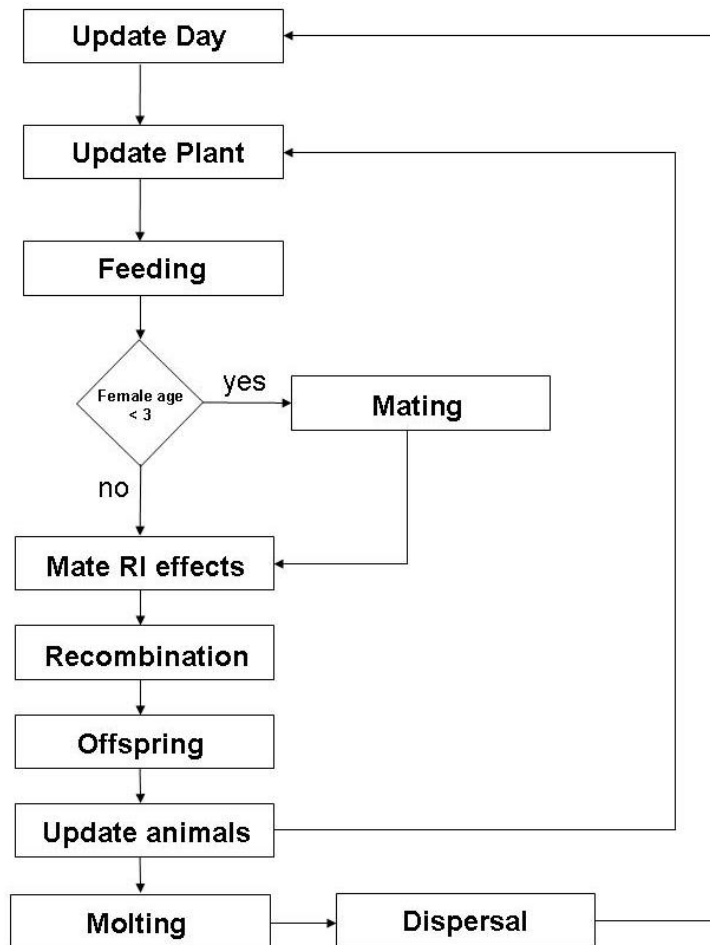 Update Day
Update Plant
Feeding
Female age
< 3
yes
Mating
no
Mate RI effects
Recombination
Offspring
Update animals
Molting
Dispersal